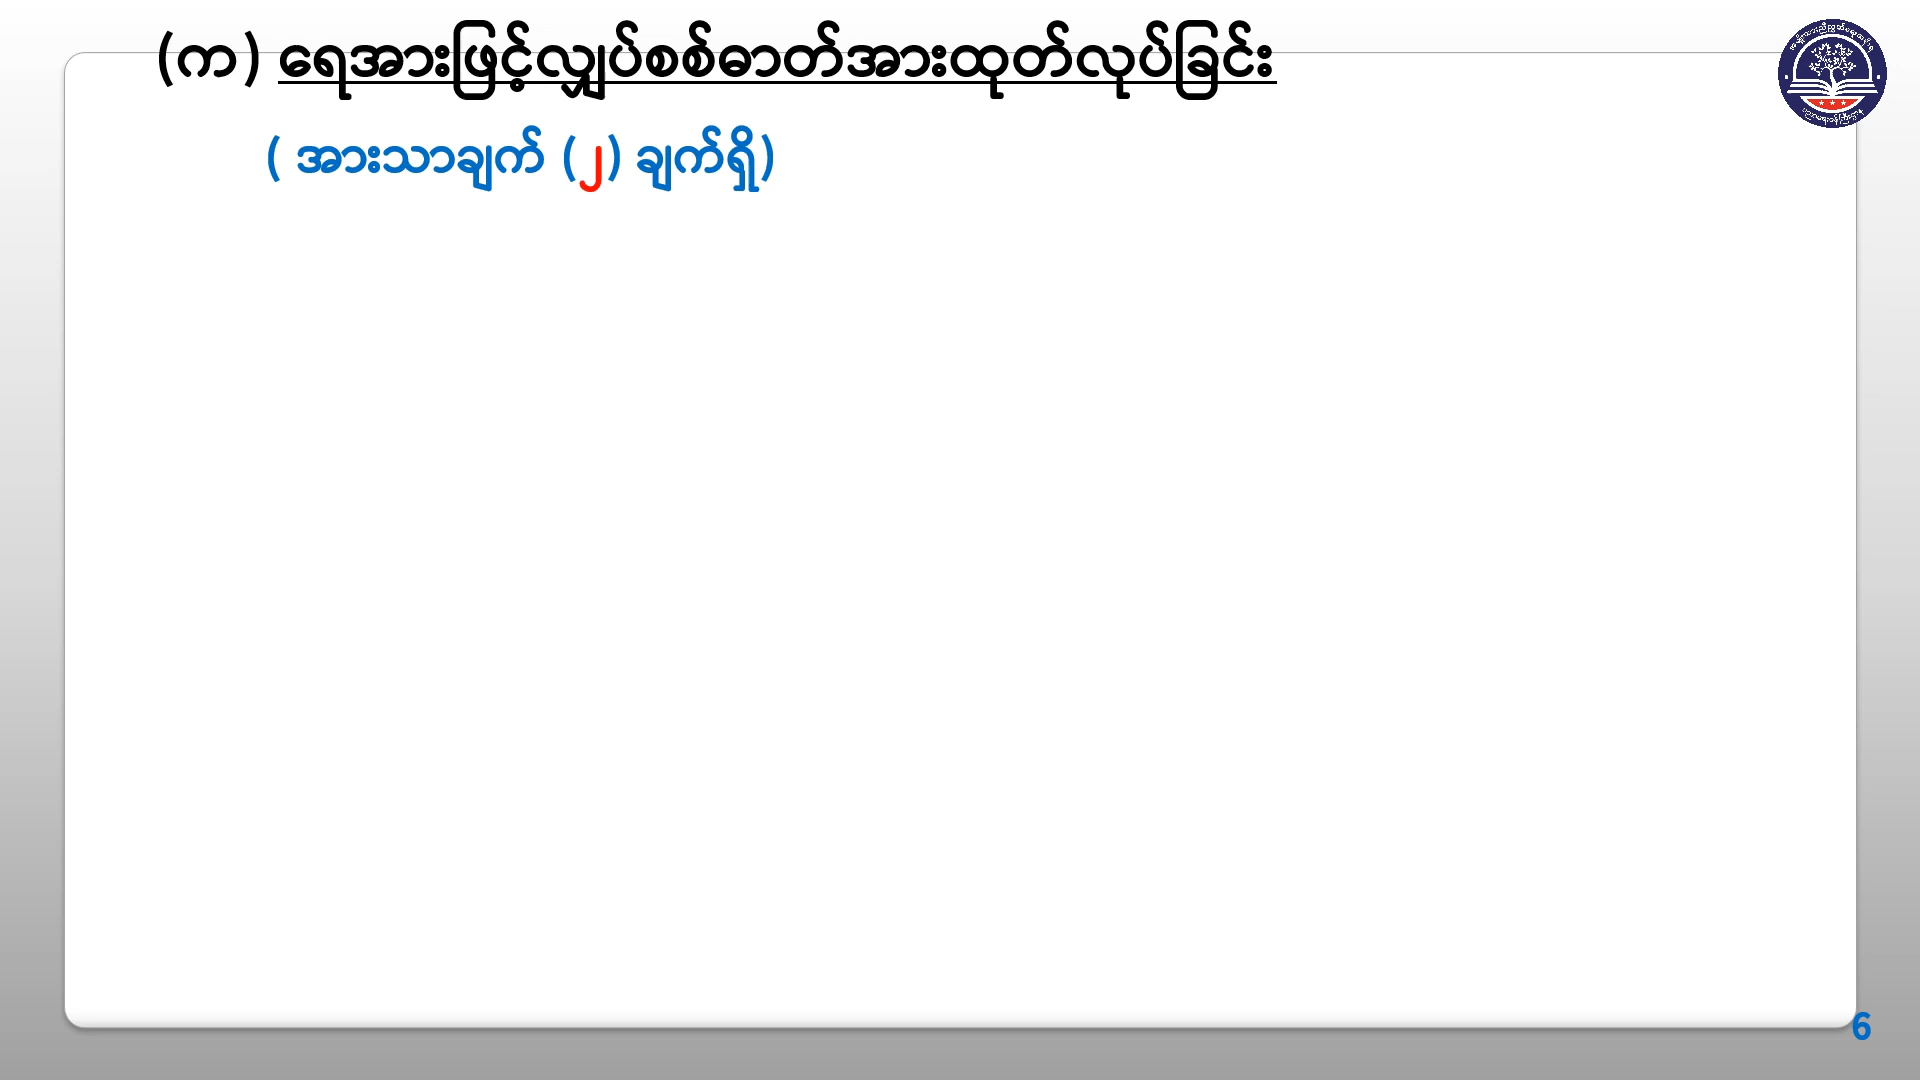 (က) ရေအားဖြင့်လျှပ်စစ်ဓာတ်အားထုတ်လုပ်ခြင်း
( အားသာချက် (၂) ချက်ရှိ)
6